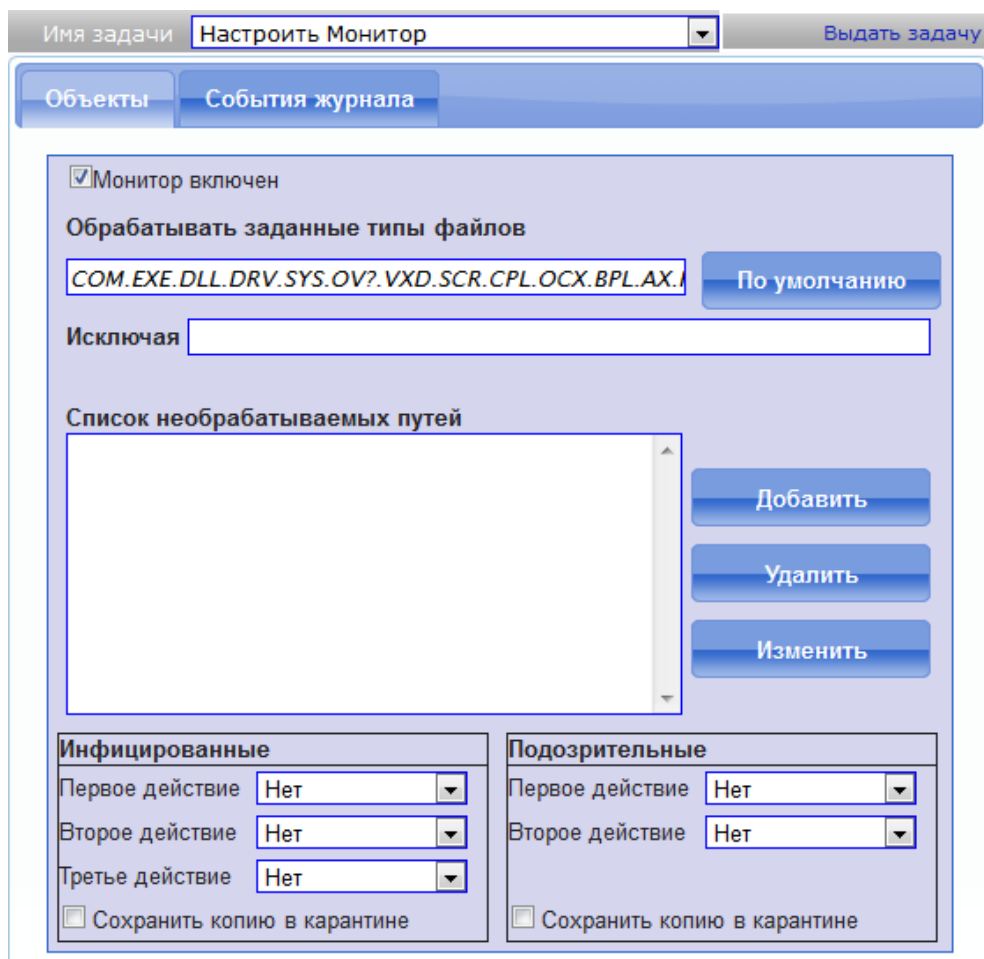 Имя задачи Настроить Монитор Выдать задачу
Объекты События журнала
Монитор включен
Обрабатывать заданные типы файлов
COM.EXE.DLL.DRV.SYS.OV?.VXD.SCR.CPL.OCX.BPL.AX. По умолчанию
Исключая
Список необрабатываемых путей
Добавить
Удалить
Изменить
Инфицированные Подозрительные
Первое действие Нет Первое действие Нет
Второе действие Нет Второе действие Нет
Третье действие Нет
Сохранить копию в карантине Сохранить копию в карантине